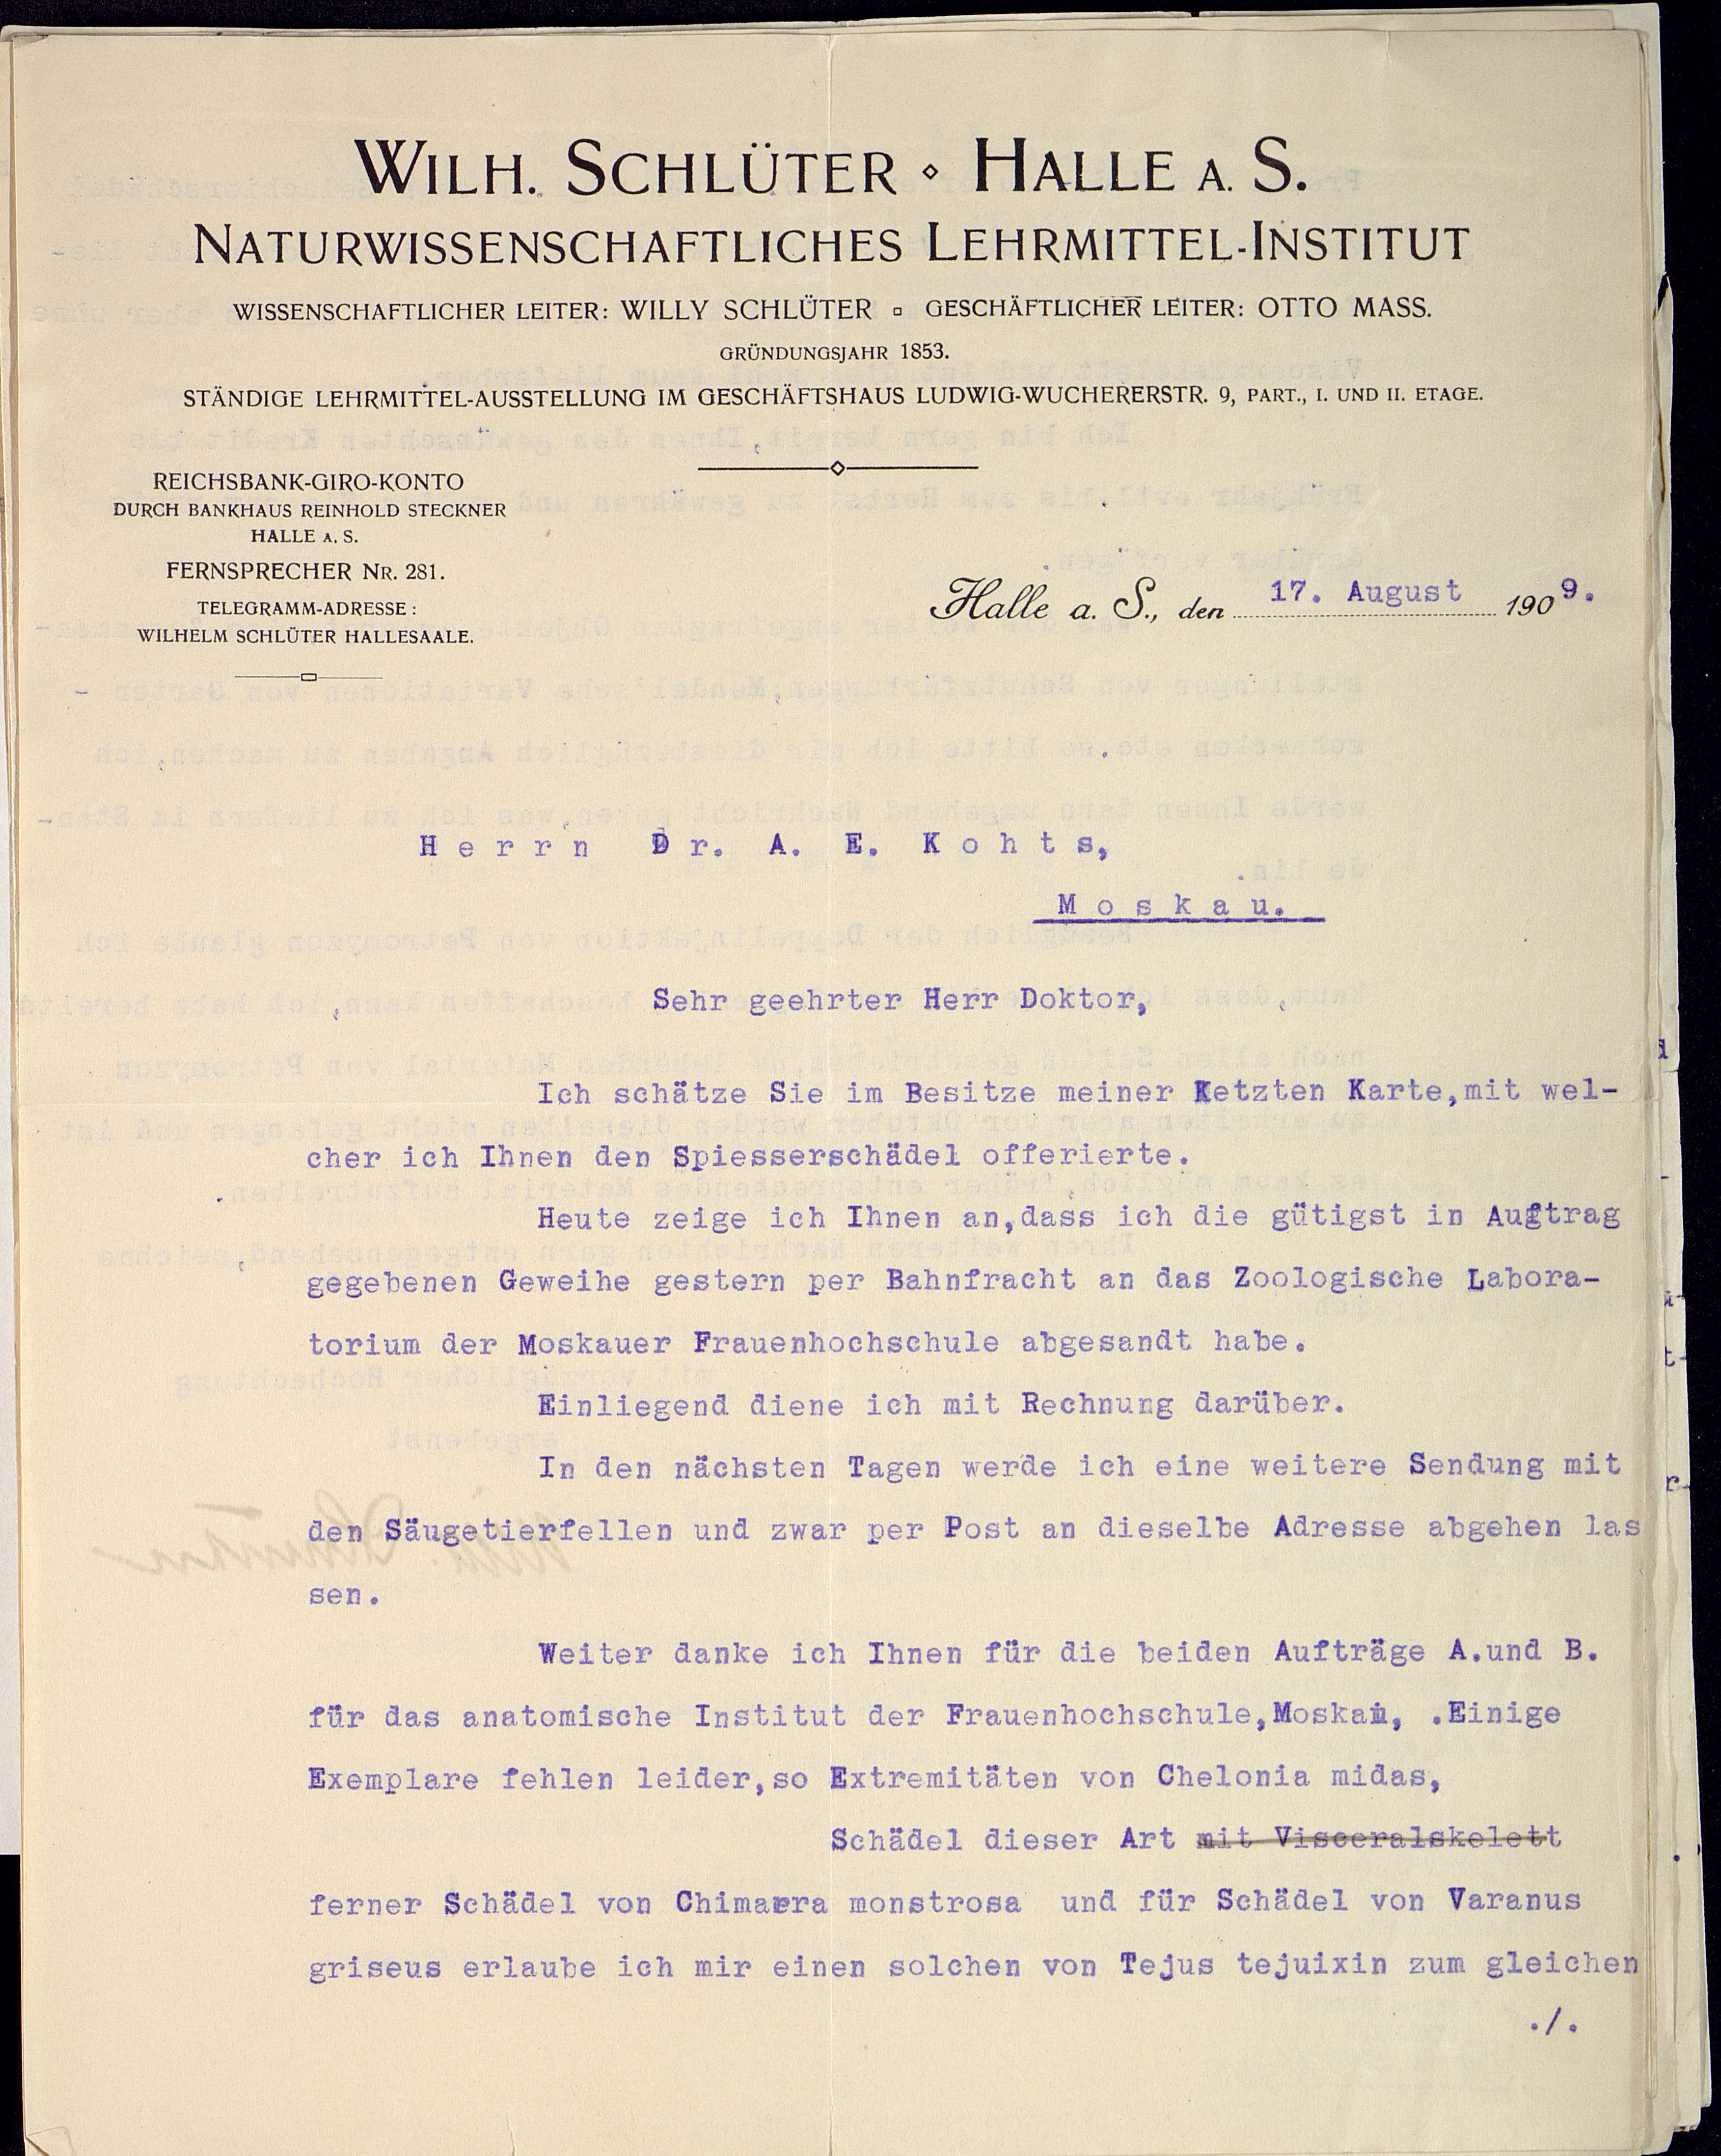 WILH. SCHLÜTER ⋄ HALLE A. S.
NATURWISSENSCHAFTLICHES LEHRMITTEL-INSTITUT
WISSENSCHAFTLICHER LEITER: WILLY SCHLÜTER ▫ GESCHÄFTLICHER LEITER: OTTO MASS.
GRÜNDUNGSJAHR 1853.
STÄNDIGE LEHRMITTEL-AUSSTELLUNG IM GESCHÄFTSHAUS LUDWIG-WUCHERERSTR. 9, PART., I. UND II. ETAGE.
REICHSBANK-GIRO-KONTO
DURCH BANKHAUS REINHOLD STECKNER
HALLE A. S.
FERNSPRECHER NR. 281.
TELEGRAMM-ADRESSE:
WILHELM SCHLÜTER HALLESAALE.
Halle a. S., den 17. August 1909.
Herrn Dr. A. E. Kohts,
Moskau.
Sehr geehrter Herr Doktor,
Ich schätze Sie im Besitze meiner letzten Karte,mit wel-
cher ich Ihnen den Spiesserschädel offerierte.
Heute zeige ich Ihnen an,dass ich die gütigst in Auftrag
gegebenen Geweihe gestern per Bahnfracht an das Zoologische Labora-
torium der Moskauer Frauenhochschule abgesandt habe.
Einliegend diene ich mit Rechnung darüber.
In den nächsten Tagen werde ich eine weitere Sendung mit
den Säugetierfellen und zwar per Post an dieselbe Adresse abgehen las
sen.
Weiter danke ich Ihnen für die beiden Aufträge A.und B.
für das anatomische Institut der Frauenhochschule,Moskau, .Einige
Exemplare fehlen leider,so Extremitäten von Chelonia midas,
Schädel dieser Art mit Visceralskelett
ferner Schädel von Chimaera monstrosa und für Schädel von Varanus
griseus erlaube ich mir einen solchen von Tejus tejuixin zum gleichen
./.